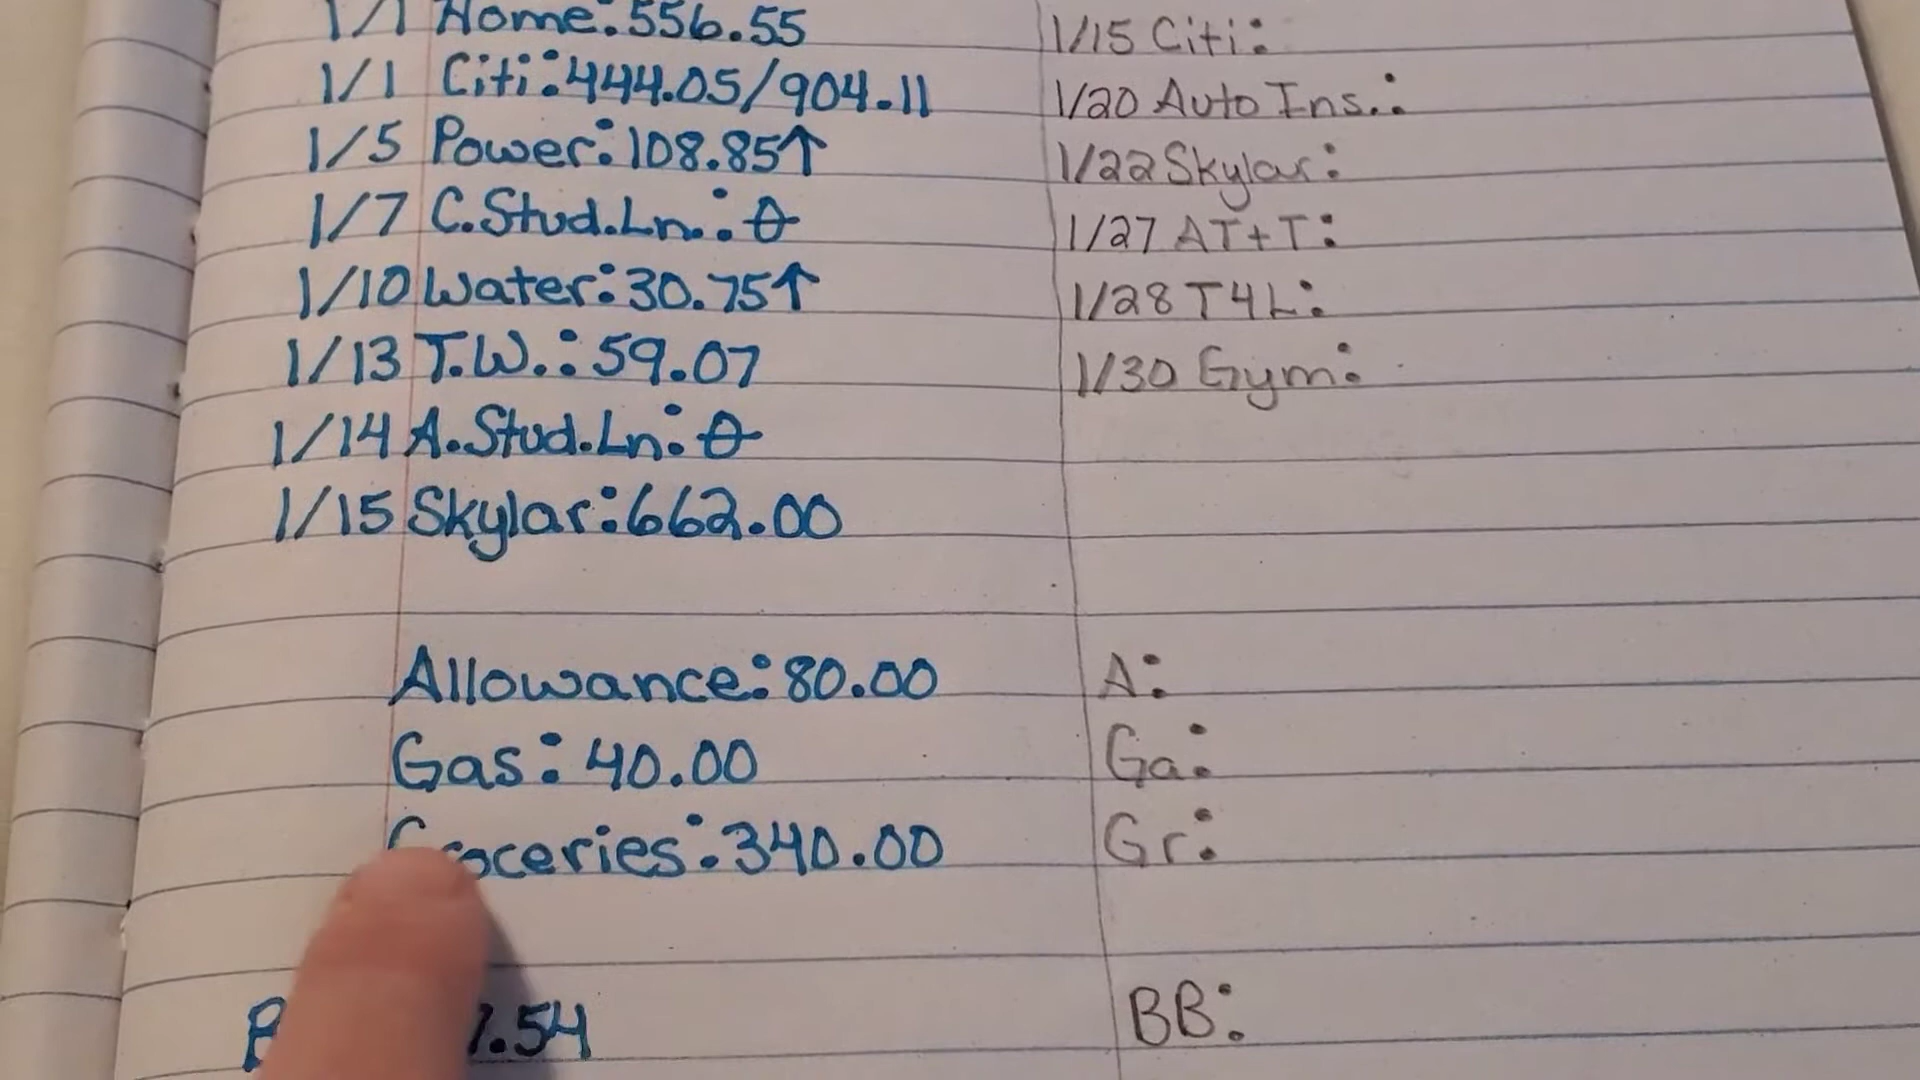 1/1 Home: 556.55
1/1 Citi: 444.05/904.11
1/5 Power: 108.85↑
1/7 C.Stud.Ln.: θ
1/10 Water: 30.75↑
1/13 T.W.: 59.07
1/14 A.Stud.Ln: θ
1/15 Skylar: 662.00
Allowance: 80.00
Gas: 40.00
Groceries: 340.00
.54
1/15 Citi:
1/20 Auto Ins.:
1/22 Skylar:
1/27 AT+T:
1/28 T4L:
1/30 Gym:
A:
Ga:
Gr:
BB: